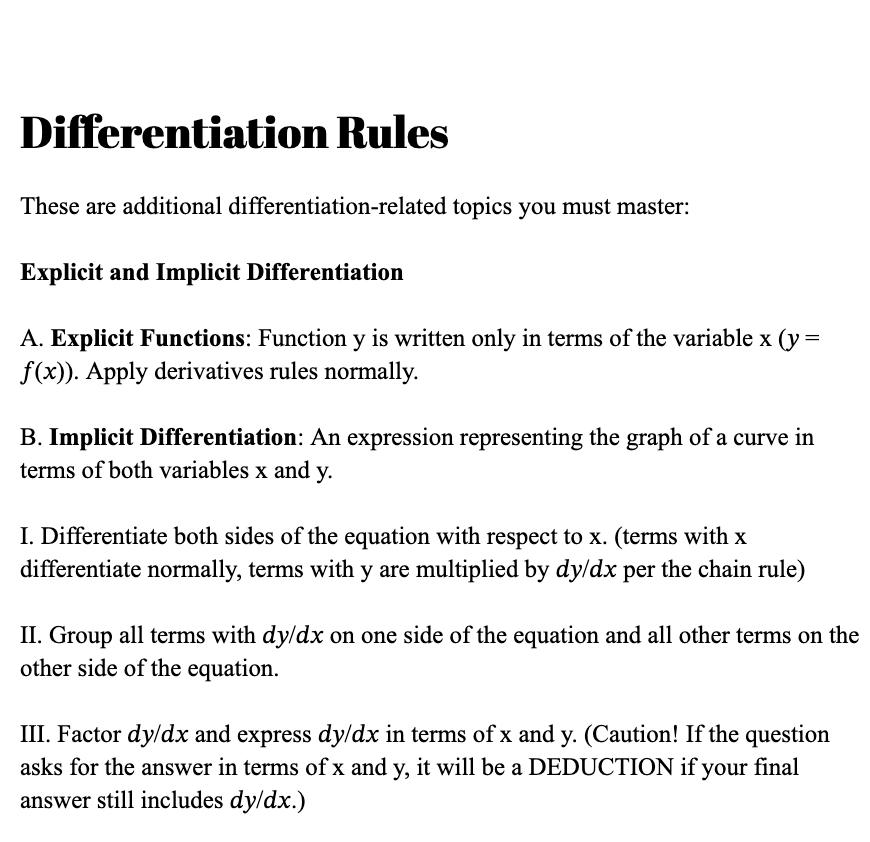 Differentiation Rules
These are additional differentiation-related topics you must master:
Explicit and Implicit Differentiation
A. Explicit Functions: Function y is written only in terms of the variable x (y =
f(x)). Apply derivatives rules normally.
B. Implicit Differentiation: An expression representing the graph of a curve in
terms of both variables x and y.
I. Differentiate both sides of the equation with respect to x. (terms with x
differentiate normally, terms with y are multiplied by dy/dx per the chain rule)
II. Group all terms with dy/dx on one side of the equation and all other terms on the
other side of the equation.
III. Factor dy/dx and express dy/dx in terms of x and y. (Caution! If the question
asks for the answer in terms of x and y, it will be a DEDUCTION if your final
answer still includes dy/dx.)